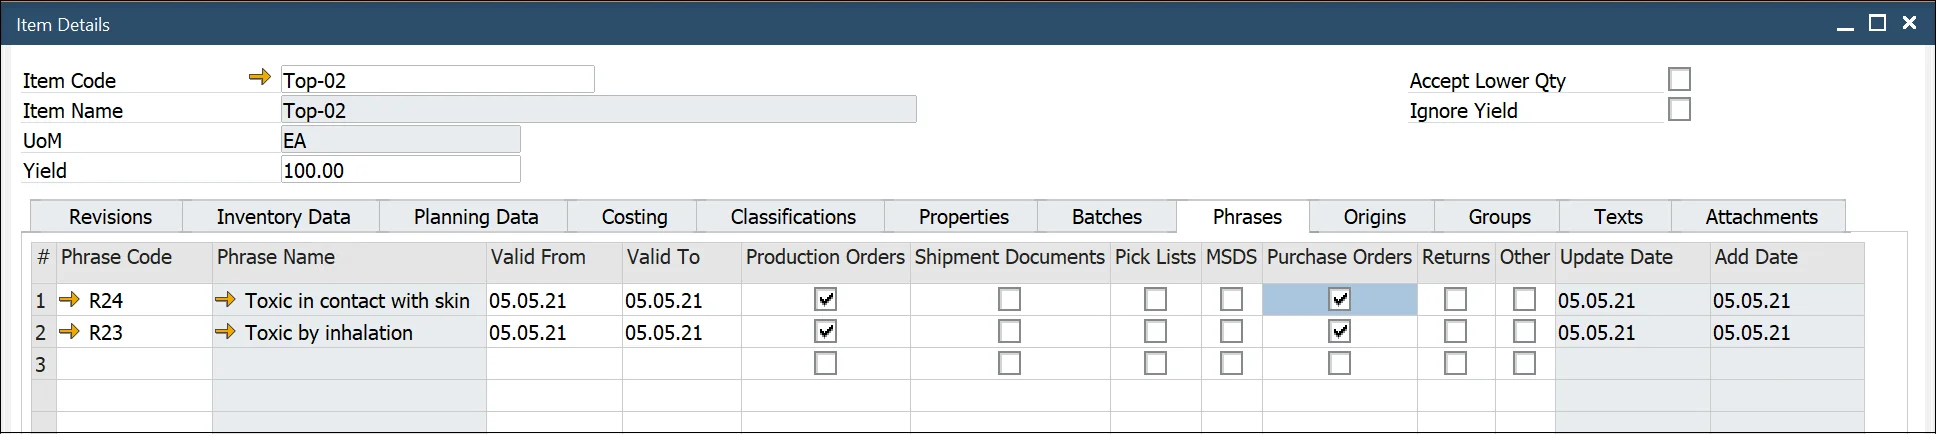 Item Details
Item Code Top-02 Accept Lower Qty
Item Name Top-02 Ignore Yield
UoM EA
Yield 100.00
Revisions Inventory Data Planning Data Costing Classifications Properties Batches Phrases Origins Groups Texts Attachments
# Phrase Code Phrase Name Valid From Valid To Production Orders Shipment Documents Pick Lists MSDS Purchase Orders Returns Other Update Date Add Date
1 R24 Toxic in contact with skin 05.05.21 05.05.21 05.05.21 05.05.21
2 R23 Toxic by inhalation 05.05.21 05.05.21 05.05.21 05.05.21
3